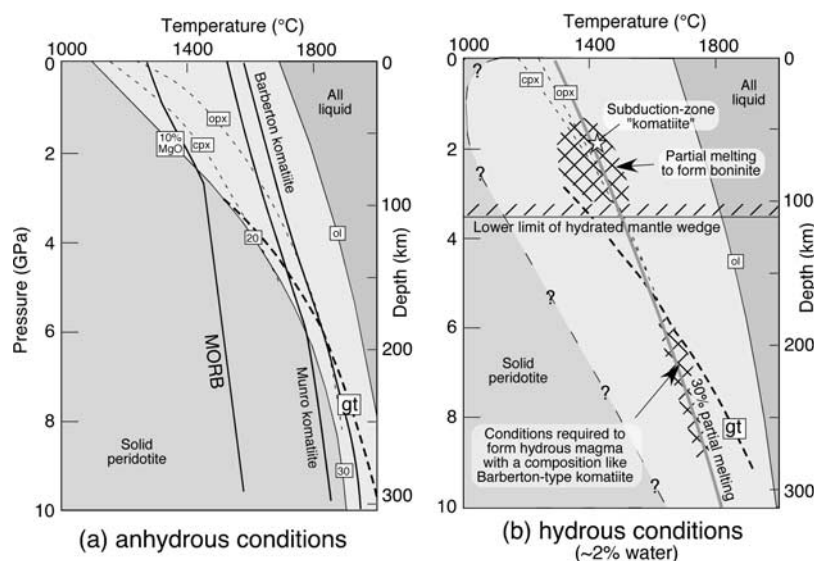 Temperature °C
1000
1400
1800
0
2
4
6
8
10
Pressure (GPa)
0
100
200
300
Depth (km)
All
liquid
Barberton komatiite
opx
10%
MgO
cpx
20
ol
MORB
Munro komatiite
gt
Solid
peridotite
30
(a) anhydrous conditions
Temperature °C
1000
1400
1800
0
2
4
6
8
10
0
100
200
300
Depth (km)
?
cpx
opx
All
liquid
Subduction-zone
"komatiite"
?
Partial melting
to form boninite
?
Lower limit of hydrated mantle wedge
ol
?
Solid
peridotite
?
30% partial melting
gt
Conditions required to
form hydrous magma
with a composition like
Barberton-type komatiite
?
(b) hydrous conditions
(~2% water)